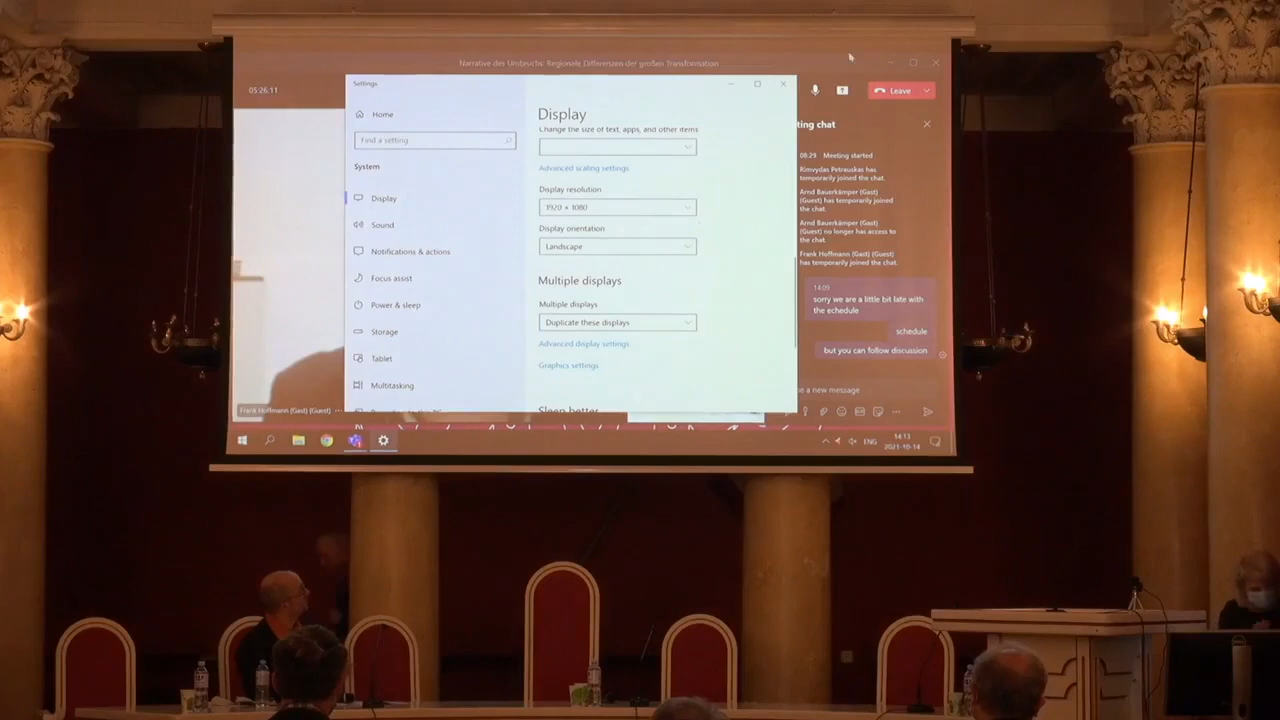 Narrative des Umbruchs: Regionale Differenzen der großen Transformation
05:26:11
Settings
Leave
Home
Find a setting
System
Display
Sound
Notifications & actions
Focus assist
Power & sleep
Storage
Tablet
Multitasking
Display
Change the size of text, apps, and other items
Advanced scaling settings
Display resolution
1920 × 1080
Display orientation
Landscape
Multiple displays
Multiple displays
Duplicate these displays
Advanced display settings
Graphics settings
Sleep better
ting chat
08:29 Meeting started
Rimvydas Petrauskas has
temporarily joined the chat.
Arnd Bauerkämper (Gast)
(Guest) has temporarily joined
the chat.
Arnd Bauerkämper (Gast)
(Guest) no longer has access to
the chat.
Frank Hoffmann (Gast) (Guest)
has temporarily joined the chat.
14:09
sorry we are a little bit late with
the echedule
schedule
but you can follow discussion
e a new message
Frank Hoffmann (Gast) (Guest)
ENG
14:13
2021-10-14